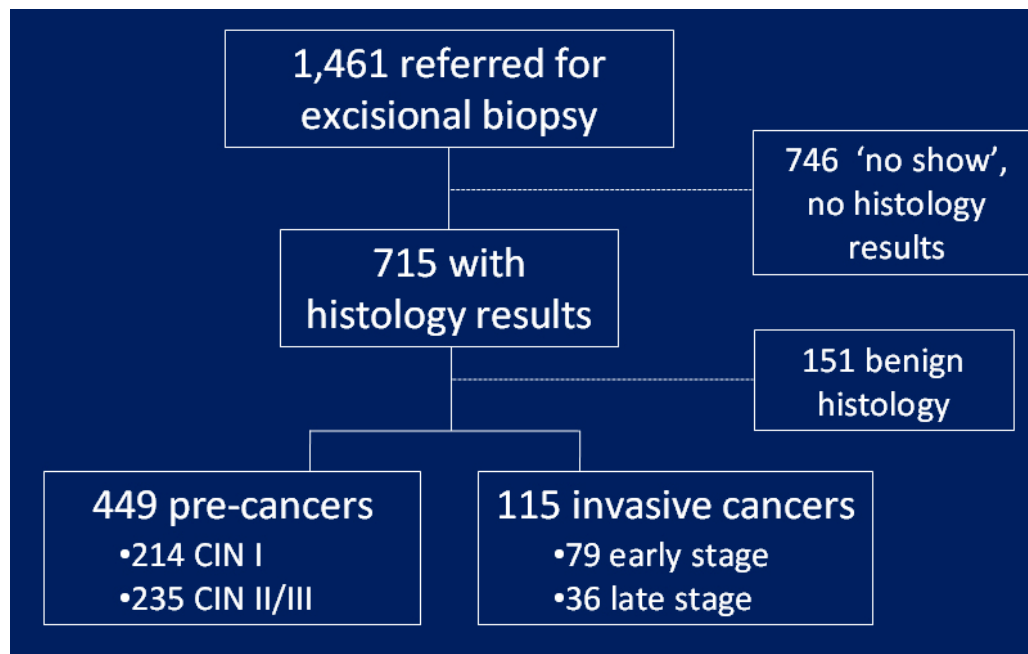 1,461 referred for
excisional biopsy
746 ‘no show’,
no histology
results
715 with
histology results
151 benign
histology
449 pre-cancers
•214 CIN I
•235 CIN II/III
115 invasive cancers
•79 early stage
•36 late stage